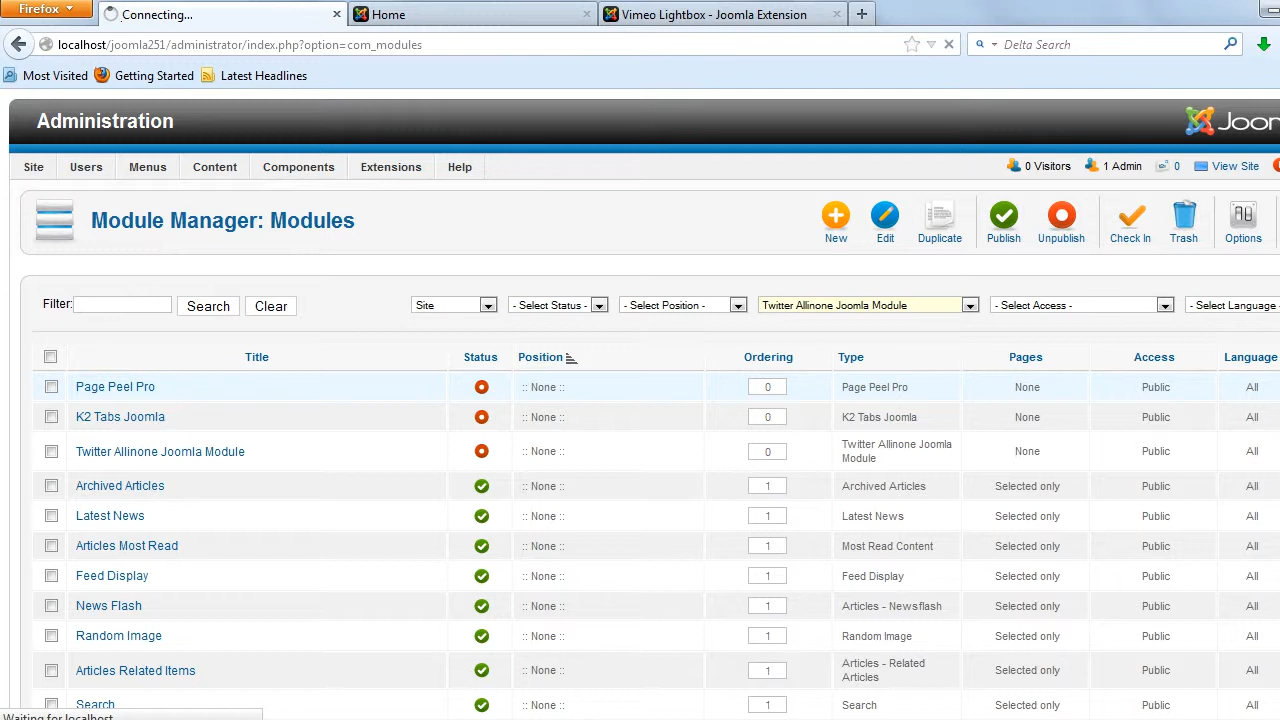 Firefox
Connecting... Home Vimeo Lightbox - Joomla Extension
localhost/joomla251/administrator/index.php?option=com_modules Delta Search
Most Visited Getting Started Latest Headlines
Administration
Site Users Menus Content Components Extensions Help 0 Visitors 1 Admin 0 View Site
Module Manager: Modules
New Edit Duplicate Publish Unpublish Check In Trash Options
Filter: Search Clear Site - Select Status - - Select Position - Twitter Allinone Joomla Module - Select Access - - Select Language -
Title Status Position Ordering Type Pages Access Language
Page Peel Pro :: None :: 0 Page Peel Pro None Public All
K2 Tabs Joomla :: None :: 0 K2 Tabs Joomla None Public All
Twitter Allinone Joomla Module :: None :: 0 Twitter Allinone Joomla Module None Public All
Archived Articles :: None :: 1 Archived Articles Selected only Public All
Latest News :: None :: 1 Latest News Selected only Public All
Articles Most Read :: None :: 1 Most Read Content Selected only Public All
Feed Display :: None :: 1 Feed Display Selected only Public All
News Flash :: None :: 1 Articles - Newsflash Selected only Public All
Random Image :: None :: 1 Random Image Selected only Public All
Articles Related Items :: None :: 1 Articles - Related Articles Selected only Public All
Search :: None :: 1 Search Selected only Public All
Waiting for localhost